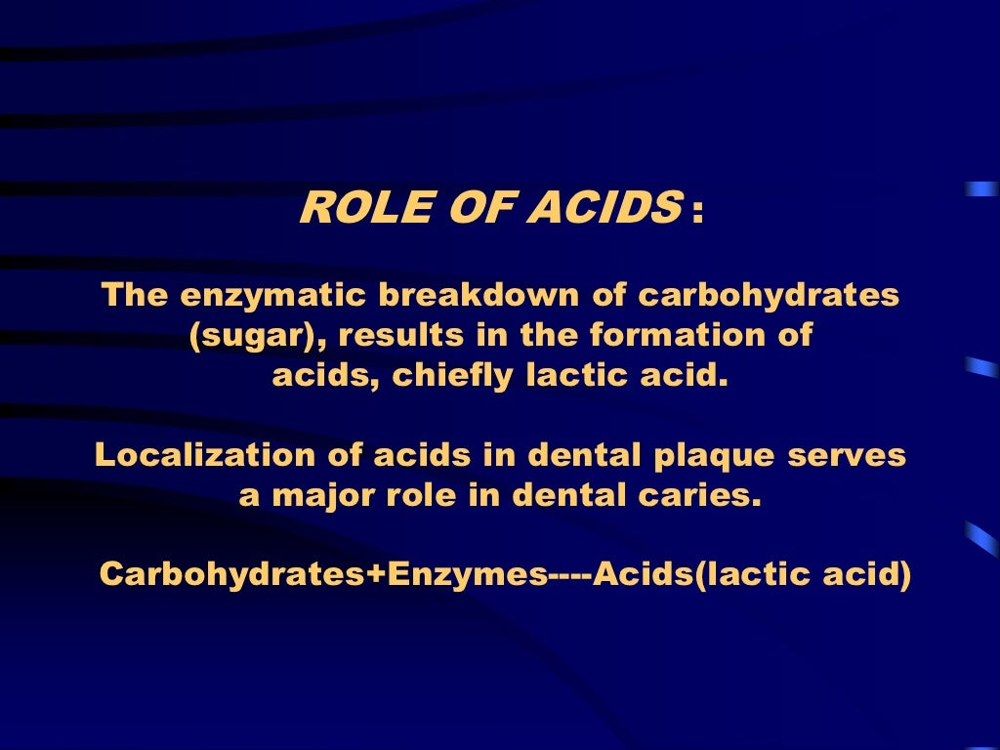 ROLE OF ACIDS :
The enzymatic breakdown of carbohydrates
(sugar), results in the formation of
acids, chiefly lactic acid.
Localization of acids in dental plaque serves
a major role in dental caries.
Carbohydrates+Enzymes----Acids(lactic acid)